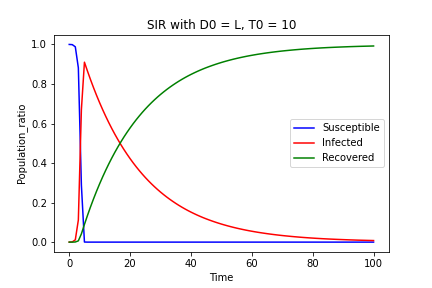 SIR with D0 = L, T0 = 10
Population_ratio
1.0
0.8
0.6
0.4
0.2
0.0
Susceptible
Infected
Recovered
0 20 40 60 80 100
Time